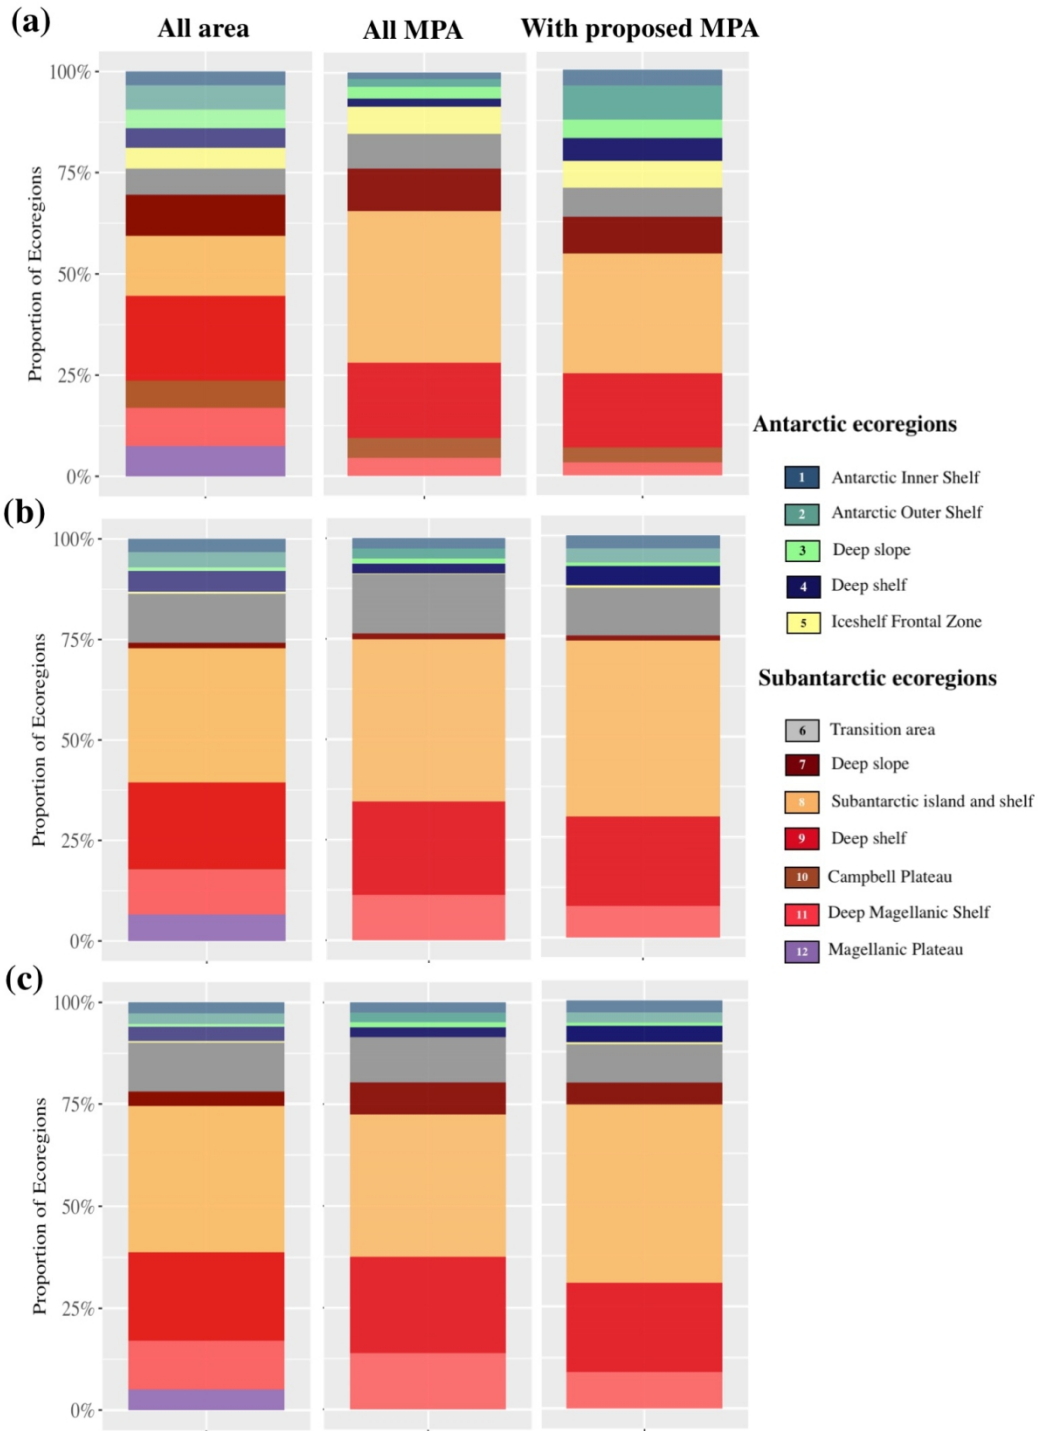 (a)
All area
All MPA
With proposed MPA
100%
75%
50%
25%
0%
Proportion of Ecoregions
(b)
100%
75%
50%
25%
0%
Proportion of Ecoregions
(c)
100%
75%
50%
25%
0%
Proportion of Ecoregions
Antarctic ecoregions
1 Antarctic Inner Shelf
2 Antarctic Outer Shelf
3 Deep slope
4 Deep shelf
5 Iceshelf Frontal Zone
Subantarctic ecoregions
6 Transition area
7 Deep slope
8 Subantarctic island and shelf
9 Deep shelf
10 Campbell Plateau
11 Deep Magellanic Shelf
12 Magellanic Plateau